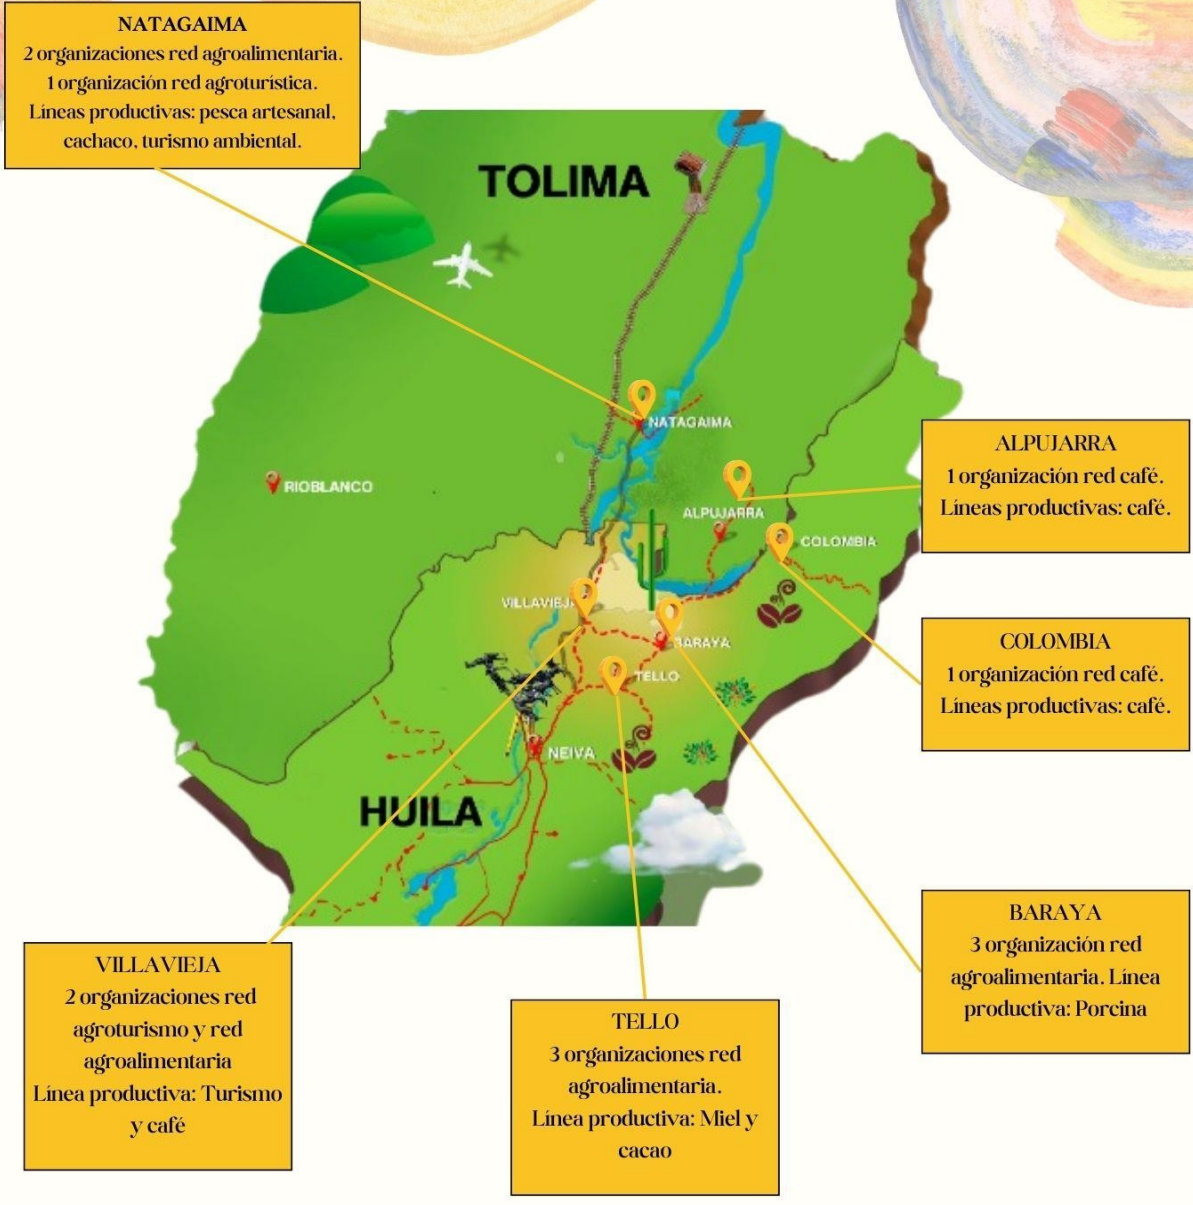 NATAGAIMA
2 organizaciones red agroalimentaria.
1 organización red agroturística.
Líneas productivas: pesca artesanal,
cachaco, turismo ambiental.
TOLIMA
NATAGAIMA
RIOBLANCO
ALPUJARRA
COLOMBIA
VILLAVIEJA
BARAYA
TELLO
NEIVA
HUILA
ALPUJARRA
1 organización red café.
Líneas productivas: café.
COLOMBIA
1 organización red café.
Líneas productivas: café.
BARAYA
3 organización red
agroalimentaria. Línea
productiva: Porcina
VILLAVIEJA
2 organizaciones red
agroturismo y red
agroalimentaria
Línea productiva: Turismo
y café
TELLO
3 organizaciones red
agroalimentaria.
Línea productiva: Miel y
cacao